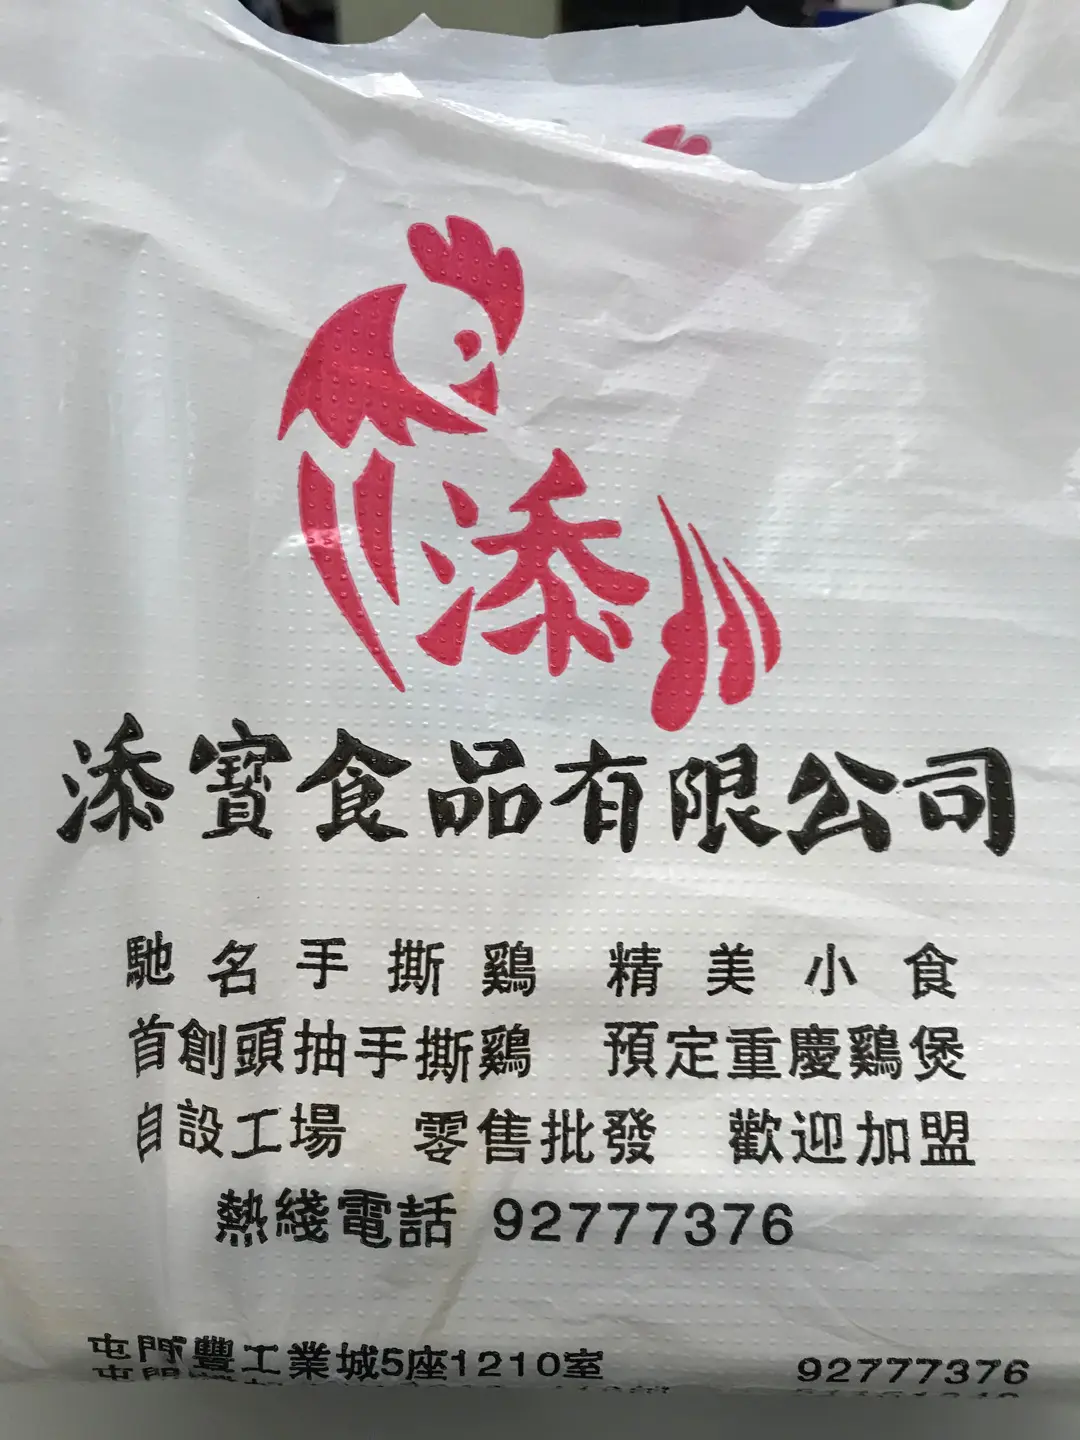 添
添寶食品有限公司
馳名手撕鷄 精美小食
首創頭抽手撕鷄 預定重慶鷄煲
自設工場 零售批發 歡迎加盟
熱綫電話 92777376
屯門 豐工業城5座1210室 92777376